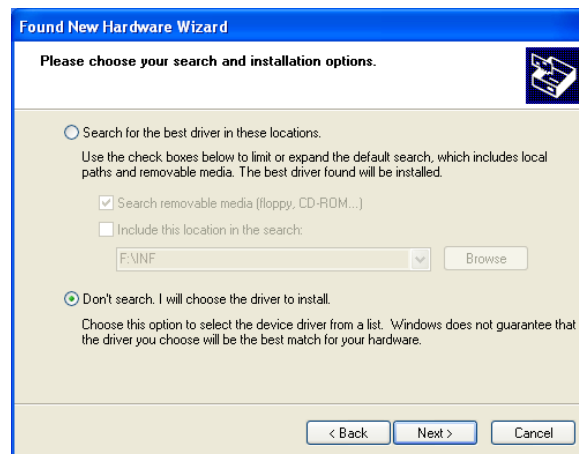 Found New Hardware Wizard
Please choose your search and installation options.
Search for the best driver in these locations.
Use the check boxes below to limit or expand the default search, which includes local
paths and removable media. The best driver found will be installed.
Search removable media (floppy, CD-ROM...)
Include this location in the search:
F:\INF
Browse
Don't search. I will choose the driver to install.
Choose this option to select the device driver from a list. Windows does not guarantee that
the driver you choose will be the best match for your hardware.
< Back Next > Cancel